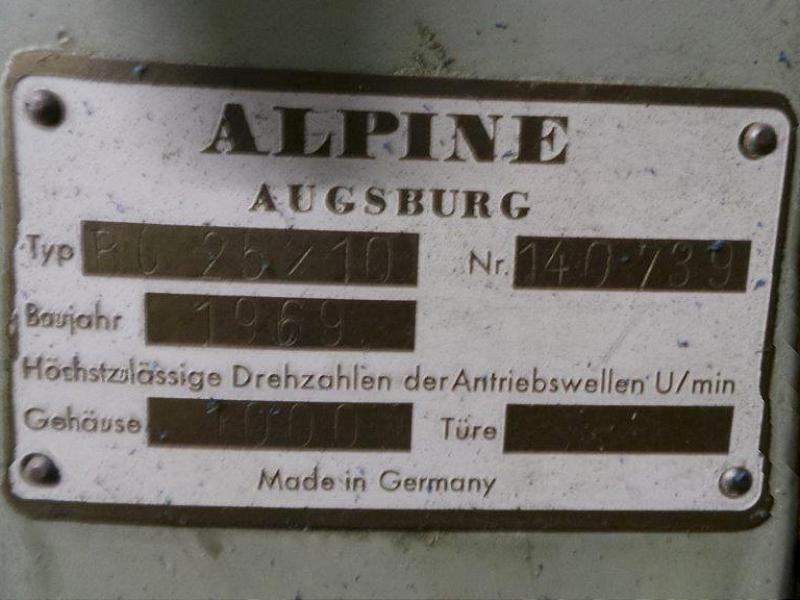 ALPINE
AUGSBURG
Typ RO 25/10 Nr. 140739
Baujahr 1969
Höchstzulässige Drehzahlen der Antriebswellen U/min
Gehäuse 1000 Türe
Made in Germany